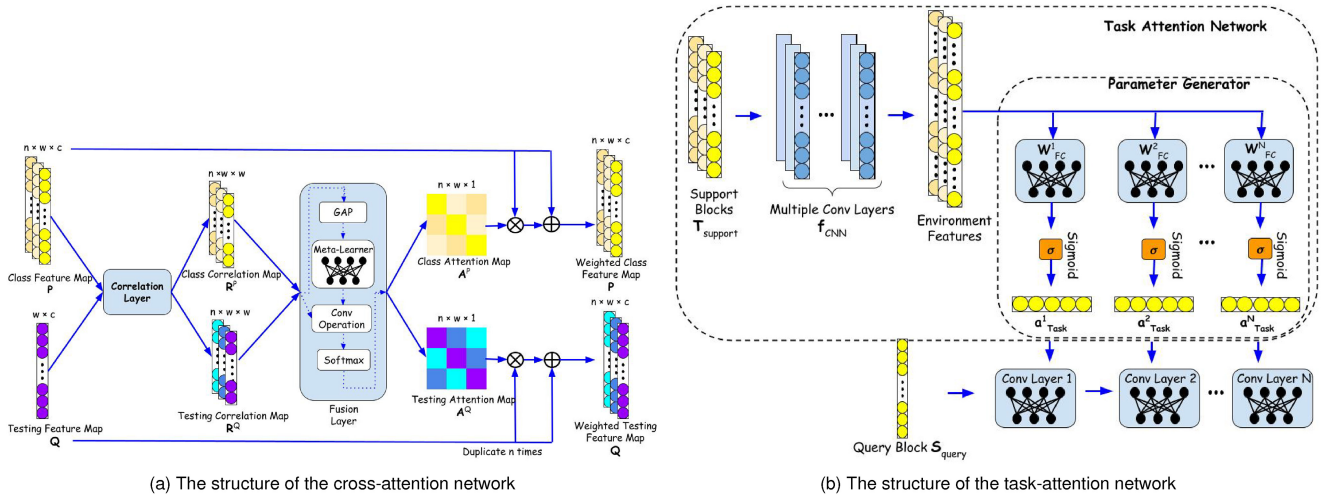 n × w × c
Class Feature Map
P
w × c
Testing Feature Map
Q
Correlation
Layer
n × w × w
Class Correlation Map
R^P
n × w × w
Testing Correlation Map
R^Q
GAP
Meta-Learner
Conv
Operation
Softmax
Fusion
Layer
n × w × 1
Class Attention Map
A^P
n × w × 1
Testing Attention Map
A^Q
Duplicate n times
n × w × c
Weighted Class
Feature Map
P
n × w × c
Weighted Testing
Feature Map
Q
(a) The structure of the cross-attention network
Task Attention Network
Parameter Generator
Support
Blocks
T_support
Multiple Conv Layers
f_CNN
Environment
Features
W^1_FC
W^2_FC
W^N_FC
σ
Sigmoid
σ
Sigmoid
σ
Sigmoid
a^1_Task
a^2_Task
a^N_Task
Conv Layer 1
Conv Layer 2
Conv Layer N
Query Block S_query
(b) The structure of the task-attention network